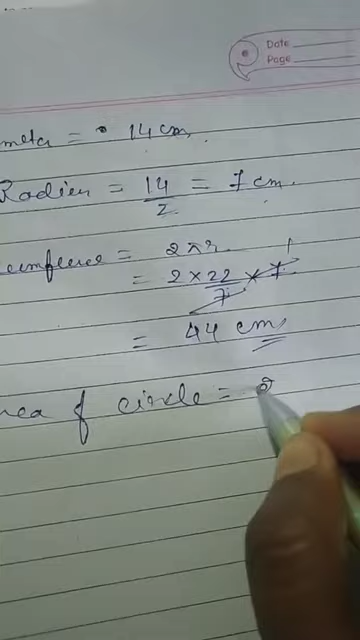 Date
Page
meter = 14 cm
Radius = 14/2 = 7 cm.
cumference = 2πr.
= 2 × 22/7 × 7 1
= 44 cm
rea of circle =